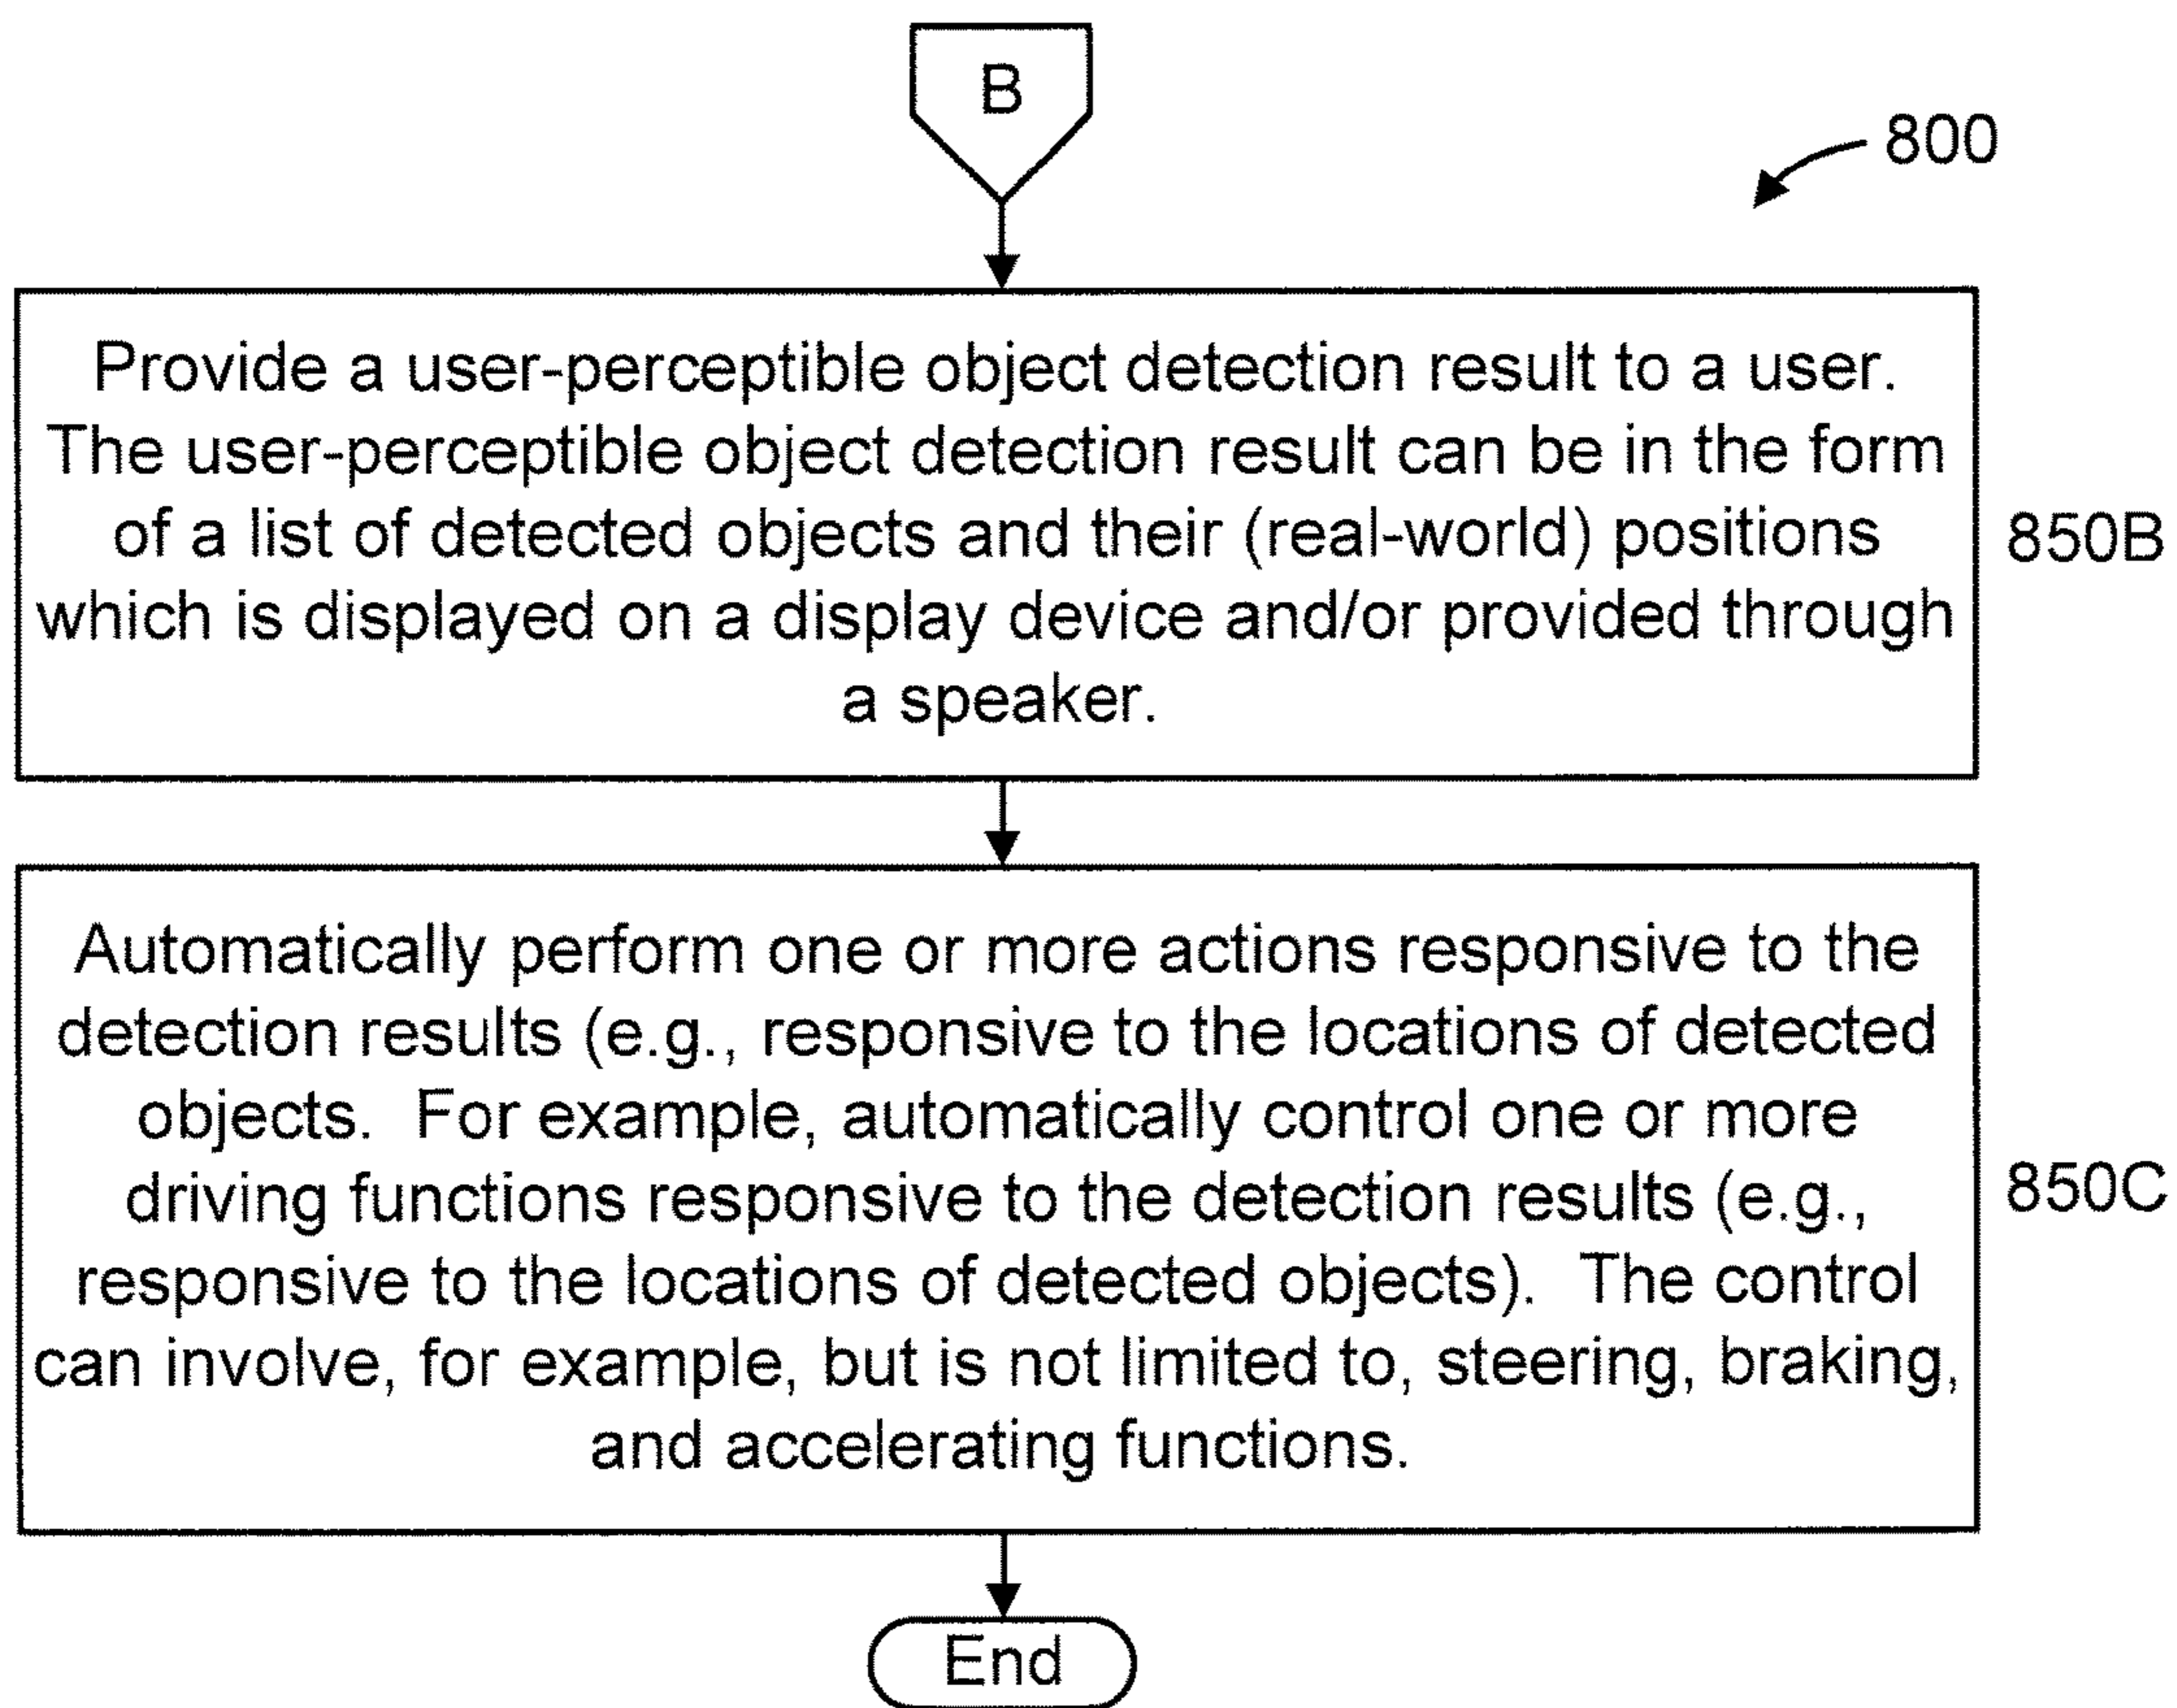 B
800
Provide a user-perceptible object detection result to a user.
The user-perceptible object detection result can be in the form
of a list of detected objects and their (real-world) positions
which is displayed on a display device and/or provided through
a speaker.
850B
Automatically perform one or more actions responsive to the
detection results (e.g., responsive to the locations of detected
objects.  For example, automatically control one or more
driving functions responsive to the detection results (e.g.,
responsive to the locations of detected objects).  The control
can involve, for example, but is not limited to, steering, braking,
and accelerating functions.
850C
End